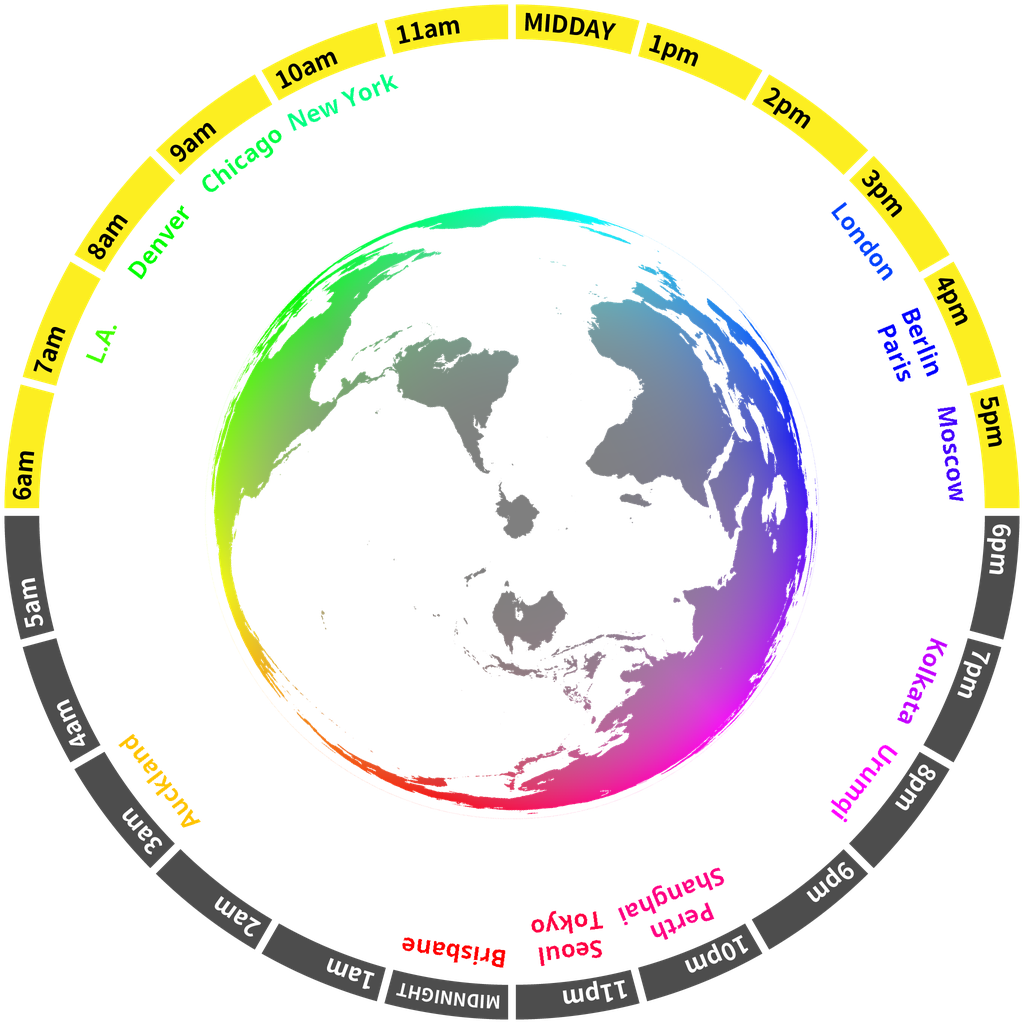 MIDDAY
1pm
2pm
3pm
4pm
5pm
6pm
7pm
8pm
9pm
10pm
11pm
MIDNNIGHT
1am
2am
3am
4am
5am
6am
7am
8am
9am
10am
11am
London
Berlin
Paris
Moscow
Kolkata
Urumqi
Shanghai
Perth
Tokyo
Seoul
Brisbane
Auckland
L.A.
Denver
Chicago
New York